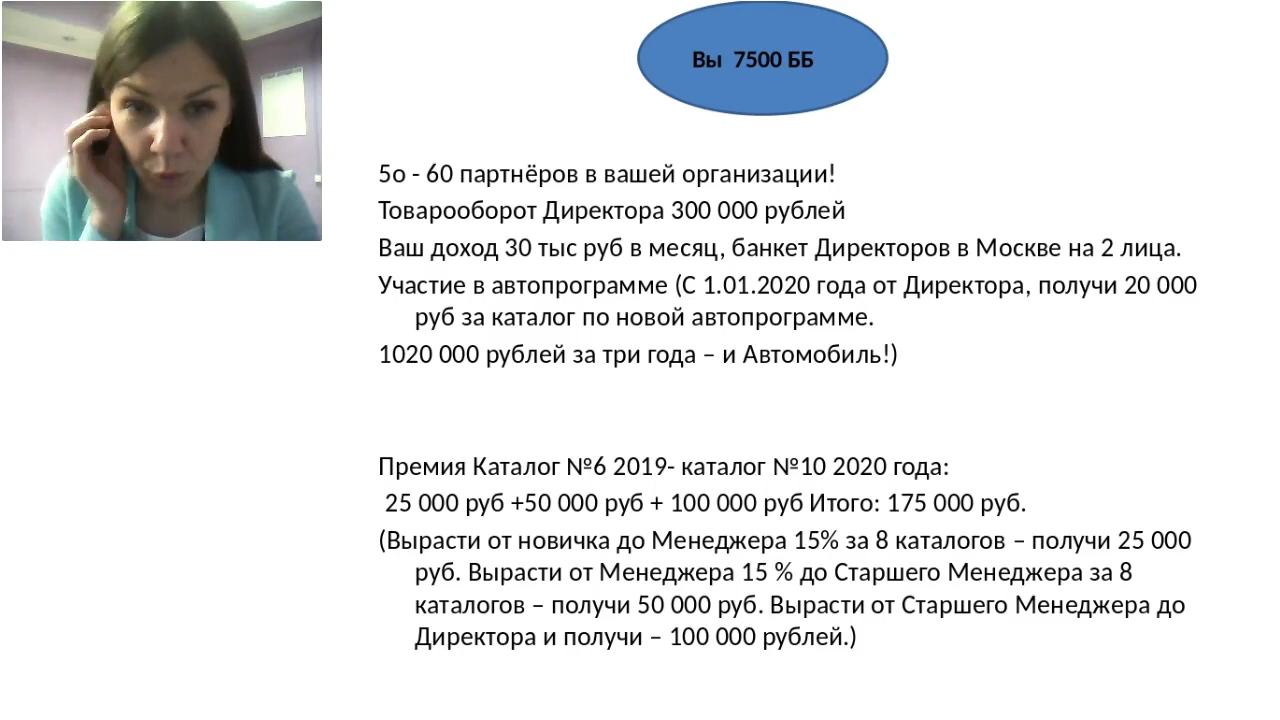 Вы 7500 ББ
5о - 60 партнёров в вашей организации!
Товарооборот Директора 300 000 рублей
Ваш доход 30 тыс руб в месяц, банкет Директоров в Москве на 2 лица.
Участие в автопрограмме (С 1.01.2020 года от Директора, получи 20 000
руб за каталог по новой автопрограмме.
1020 000 рублей за три года – и Автомобиль!)
Премия Каталог №6 2019- каталог №10 2020 года:
25 000 руб +50 000 руб + 100 000 руб Итого: 175 000 руб.
(Вырасти от новичка до Менеджера 15% за 8 каталогов – получи 25 000
руб. Вырасти от Менеджера 15 % до Старшего Менеджера за 8
каталогов – получи 50 000 руб. Вырасти от Старшего Менеджера до
Директора и получи – 100 000 рублей.)